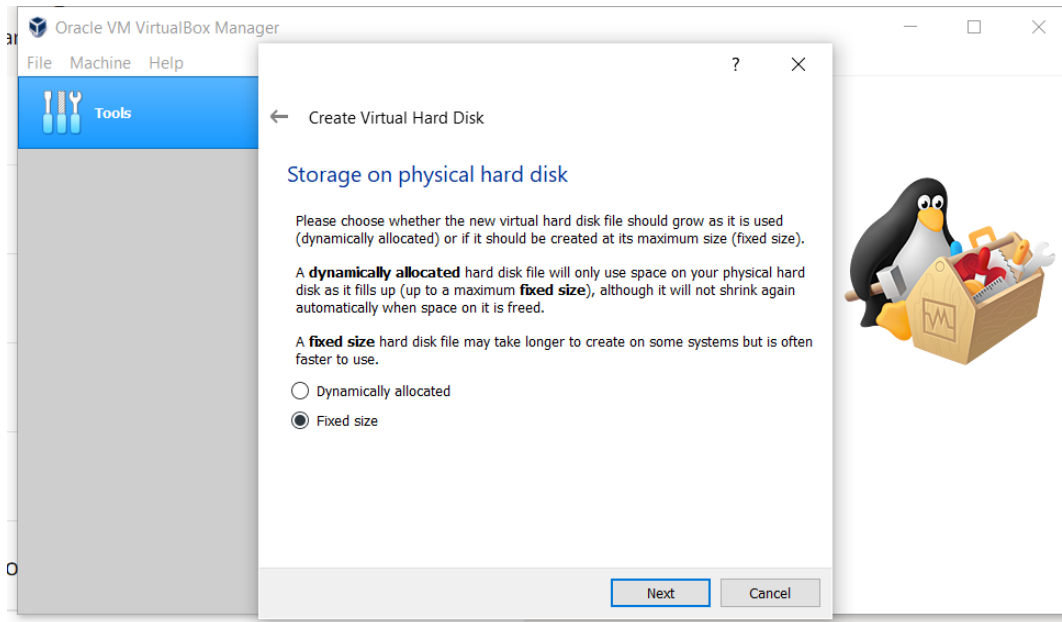 Oracle VM VirtualBox Manager
File Machine Help
?
Tools
Create Virtual Hard Disk
Storage on physical hard disk
Please choose whether the new virtual hard disk file should grow as it is used
(dynamically allocated) or if it should be created at its maximum size (fixed size).
A dynamically allocated hard disk file will only use space on your physical hard
disk as it fills up (up to a maximum fixed size), although it will not shrink again
automatically when space on it is freed.
A fixed size hard disk file may take longer to create on some systems but is often
faster to use.
Dynamically allocated
Fixed size
Next
Cancel